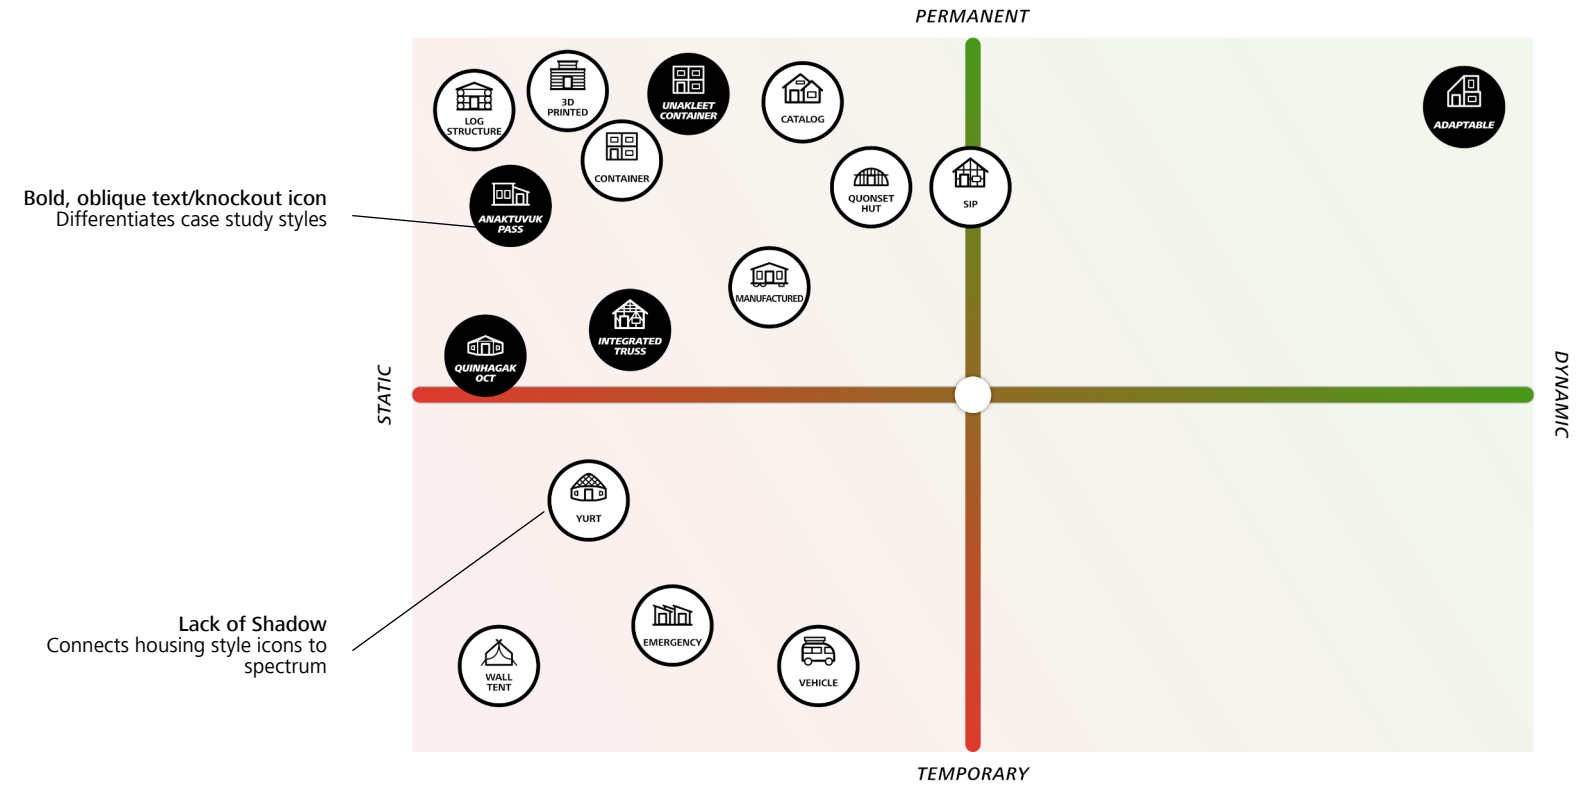 PERMANENT
LOG
STRUCTURE
3D
PRINTED
UNAKLEET
CONTAINER
CATALOG
ADAPTABLE
CONTAINER
Bold, oblique text/knockout icon
Differentiates case study styles
ANAKTUVUK
PASS
QUONSET
HUT
SIP
MANUFACTURED
INTEGRATED
TRUSS
QUINHAGAK
OCT
STATIC
DYNAMIC
YURT
Lack of Shadow
Connects housing style icons to
spectrum
EMERGENCY
WALL
TENT
VEHICLE
TEMPORARY